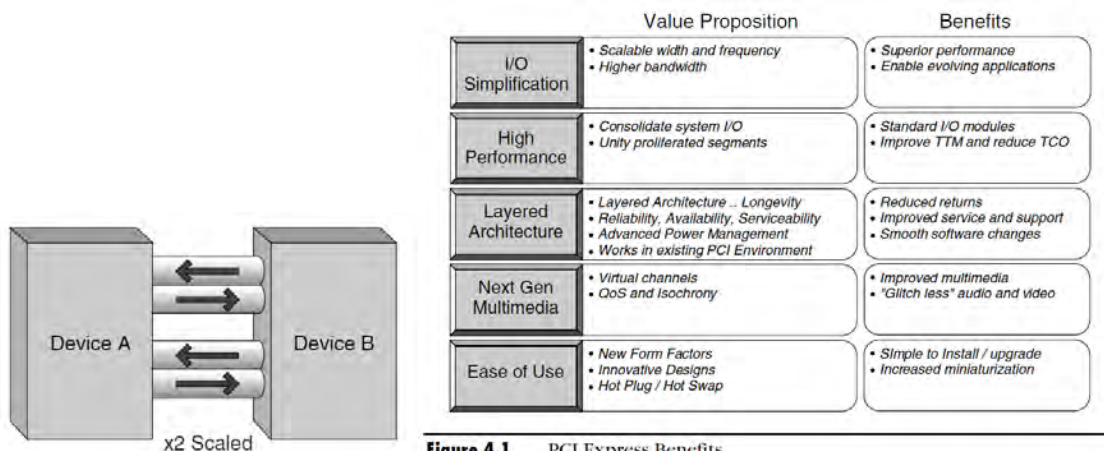 Value Proposition Benefits
I/O
Simplification
• Scalable width and frequency
• Higher bandwidth
• Superior performance
• Enable evolving applications
High
Performance
• Consolidate system I/O
• Unity proliferated segments
• Standard I/O modules
• Improve TTM and reduce TCO
Layered
Architecture
• Layered Architecture .. Longevity
• Reliability, Availability, Serviceability
• Advanced Power Management
• Works in existing PCI Environment
• Reduced returns
• Improved service and support
• Smooth software changes
Next Gen
Multimedia
• Virtual channels
• QoS and Isochrony
• Improved multimedia
• "Glitch less" audio and video
Ease of Use
• New Form Factors
• Innovative Designs
• Hot Plug / Hot Swap
• SImple to Install / upgrade
• Increased miniaturization
Device A
Device B
x2 Scaled
Figure 4.1 PCI Express Benefits